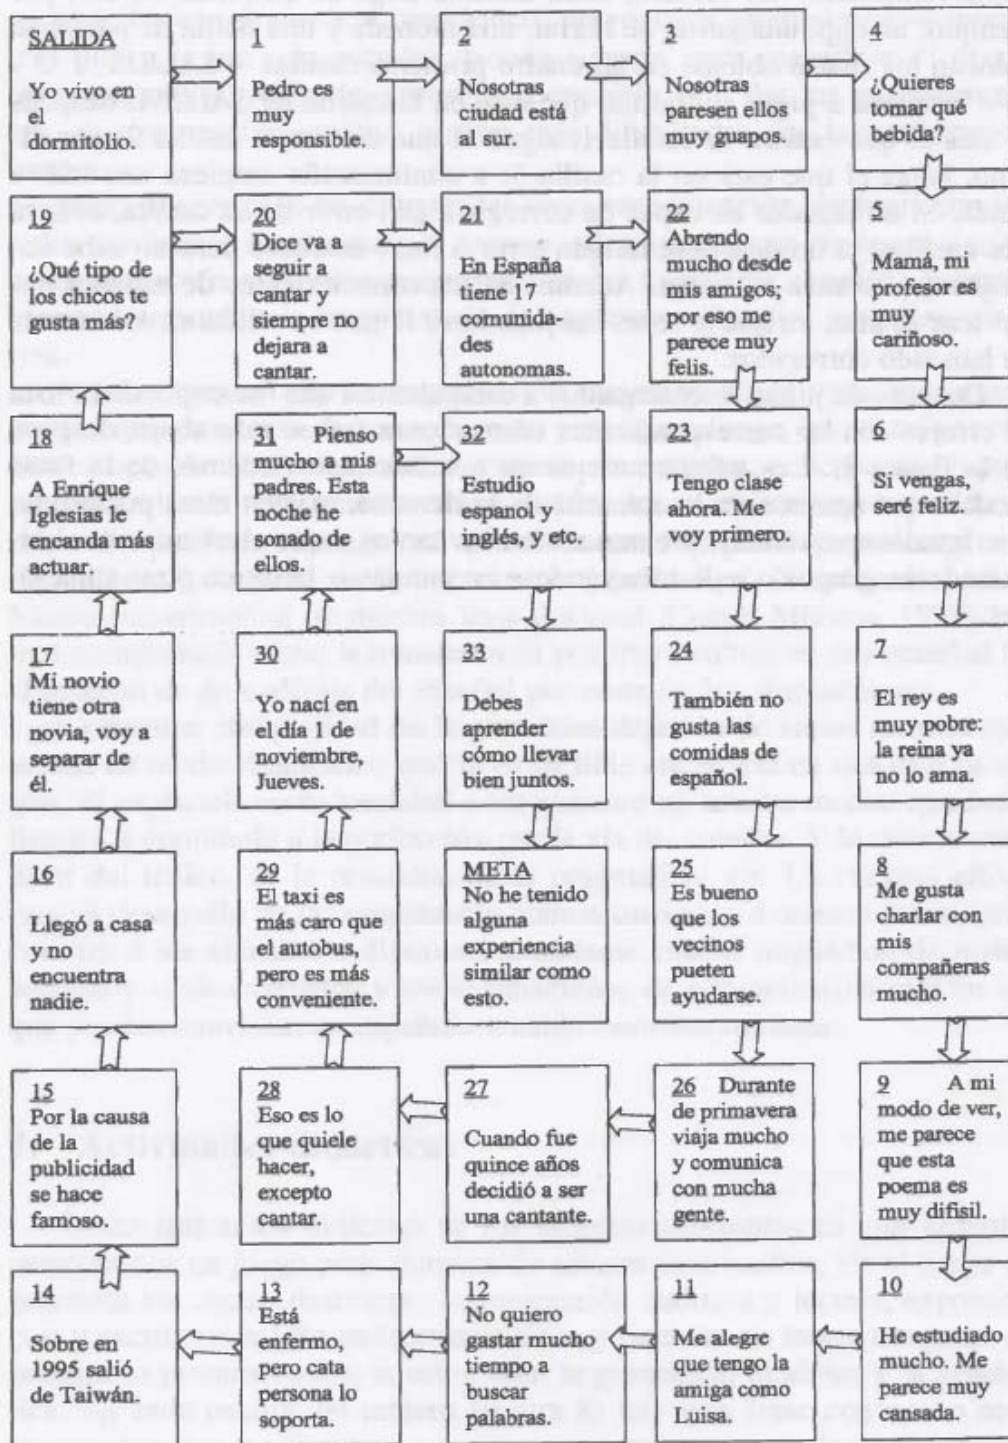 SALIDA
Yo vivo en
el
dormitolio.
1
Pedro es
muy
responsible.
2
Nosotras
ciudad está
al sur.
3
Nosotras
paresen ellos
muy guapos.
4
¿Quieres
tomar qué
bebida?
19
¿Qué tipo de
los chicos te
gusta más?
20
Dice va a
seguir a
cantar y
siempre no
dejara a
cantar.
21
En España
tiene 17
comunida-
des
autonomas.
22
Abrendo
mucho desde
mis amigos;
por eso me
parece muy
felis.
5
Mamá, mi
profesor es
muy
cariñoso.
18
A Enrique
Iglesias le
encanda más
actuar.
31 Pienso
mucho a mis
padres. Esta
noche he
sonado de
ellos.
32
Estudio
espanol y
inglés, y etc.
23
Tengo clase
ahora. Me
voy primero.
6
Si vengas,
seré feliz.
17
Mi novio
tiene otra
novia, voy a
separar de
él.
30
Yo nací en
el día 1 de
noviembre,
Jueves.
33
Debes
aprender
cómo llevar
bien juntos.
24
También no
gusta las
comidas de
español.
7
El rey es
muy pobre:
la reina ya
no lo ama.
16
Llegó a casa
y no
encuentra
nadie.
29
El taxi es
más caro que
el autobus,
pero es más
conveniente.
META
No he tenido
alguna
experiencia
similar como
esto.
25
Es bueno
que los
vecinos
pueten
ayudarse.
8
Me gusta
charlar con
mis
compañeras
mucho.
15
Por la causa
de la
publicidad
se hace
famoso.
28
Eso es lo
que quiele
hacer,
excepto
cantar.
27
Cuando fue
quince años
decidió a ser
una cantante.
26 Durante
de primavera
viaja mucho
y comunica
con mucha
gente.
9 A mi
modo de ver,
me parece
que esta
poema es
muy difísil.
14
Sobre en
1995 salió
de Taiwán.
13
Está
enfermo,
pero cata
persona lo
soporta.
12
No quiero
gastar mucho
tiempo a
buscar
palabras.
11
Me alegre
que tengo la
amiga como
Luisa.
10
He estudiado
mucho. Me
parece muy
cansada.